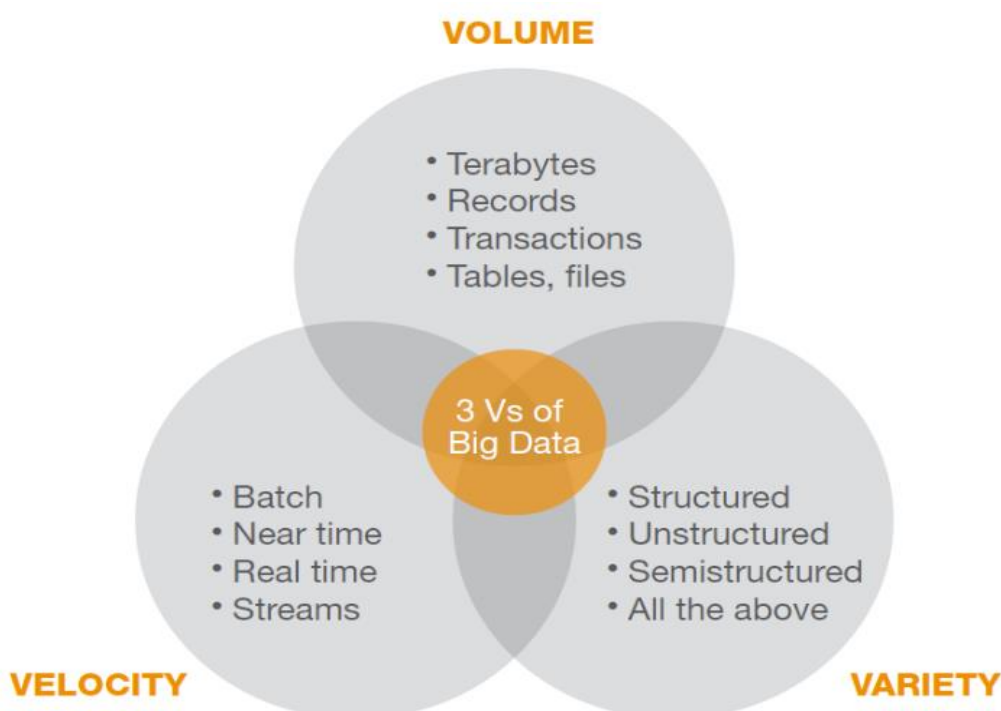 VOLUME
• Terabytes
• Records
• Transactions
• Tables, files
3 Vs of
Big Data
• Batch
• Near time
• Real time
• Streams
• Structured
• Unstructured
• Semistructured
• All the above
VELOCITY
VARIETY